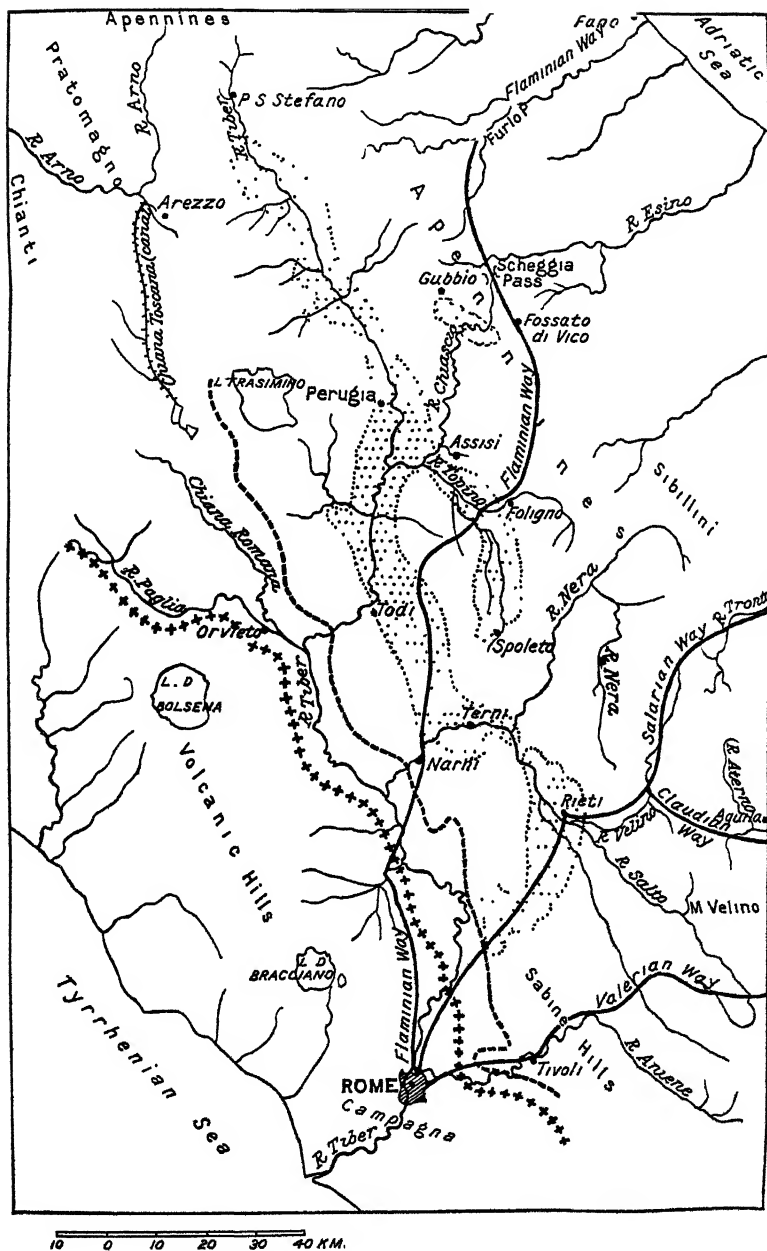 Apennines
Fano
Adriatic Sea
Flaminian Way
Pratomagno
R Arno
R Tiber
P S Stefano
Furlo P
R Arno
Chianti
Arezzo
Apennines
R Esino
Chiana Toscana (canal)
Gubbio
Scheggia Pass
Fossato di Vico
L TRASIMINO
Perugia
R Chiascio
Flaminian Way
Assisi
R Topino
Sibillini
Foligno
Chiana Romana
R Paglia
Orvieto
Todi
R Nera
Spoleto
R Tiber
R Nera
Salarian Way
R Tronto
L. D BOLSENA
Terni
Narni
Volcanic Hills
Rieti
R Velino
Claudian Way
R Aterno
Aquila
R Salto
M Velino
L D BRACCIANO
Flaminian Way
Sabine Hills
Valerian Way
Tyrrhenian Sea
ROME
Tivoli
R Aniene
Campagna
R Tiber
10 0 10 20 30 40 KM.